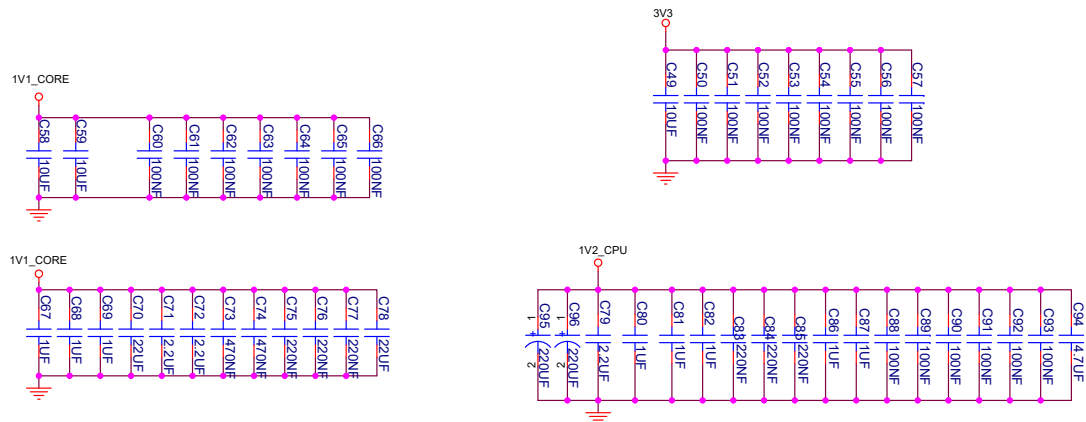 3V3
C49 10UF
C50 100NF
C51 100NF
C52 100NF
C53 100NF
C54 100NF
C55 100NF
C56 100NF
C57 100NF
1V1_CORE
C58 10UF
C59 10UF
C60 100NF
C61 100NF
C62 100NF
C63 100NF
C64 100NF
C65 100NF
C66 100NF
1V1_CORE
C67 1UF
C68 1UF
C69 1UF
C70 22UF
C71 2.2UF
C72 2.2UF
C73 470NF
C74 470NF
C75 220NF
C76 220NF
C77 220NF
C78 22UF
1V2_CPU
1 C95 + 2 220UF
1 C96 + 2 220UF
C79 2.2UF
C80 1UF
C81 1UF
C82 1UF
C83 220NF
C84 220NF
C85 220NF
C86 1UF
C87 1UF
C88 100NF
C89 100NF
C90 100NF
C91 100NF
C92 100NF
C93 100NF
C94 4.7UF